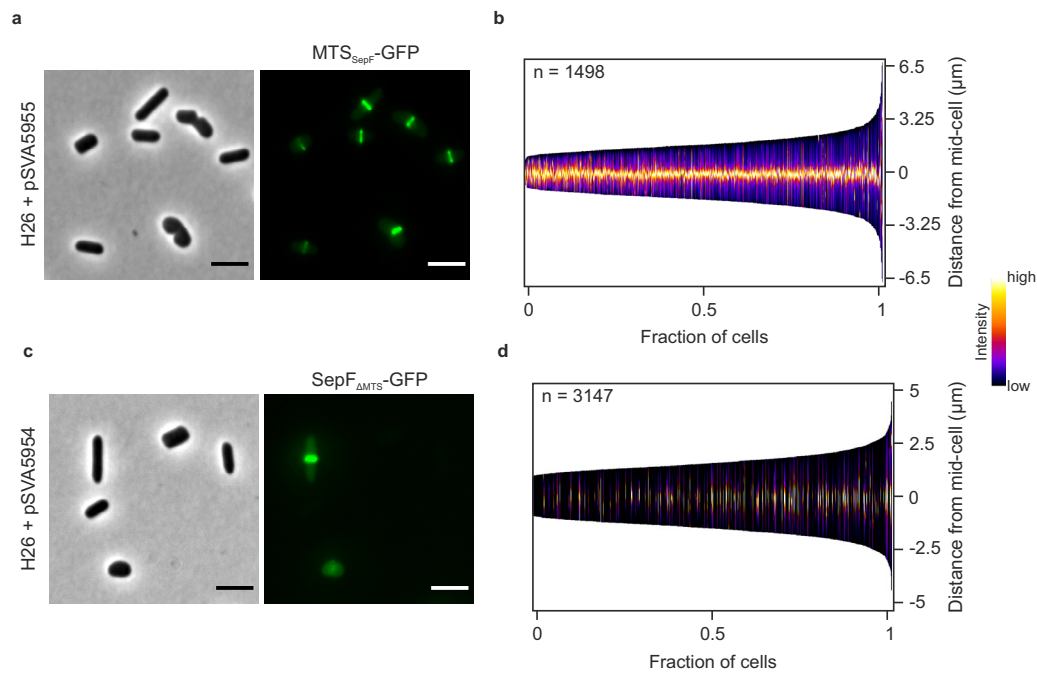 a
MTSSepF-GFP
H26 + pSVA5955
b
n = 1498
6.5
3.25
0
-3.25
-6.5
Distance from mid-cell (µm)
0
0.5
1
Fraction of cells
high
Intensity
low
c
SepFΔMTS-GFP
H26 + pSVA5954
d
n = 3147
5
2.5
0
-2.5
-5
Distance from mid-cell (µm)
0
0.5
1
Fraction of cells